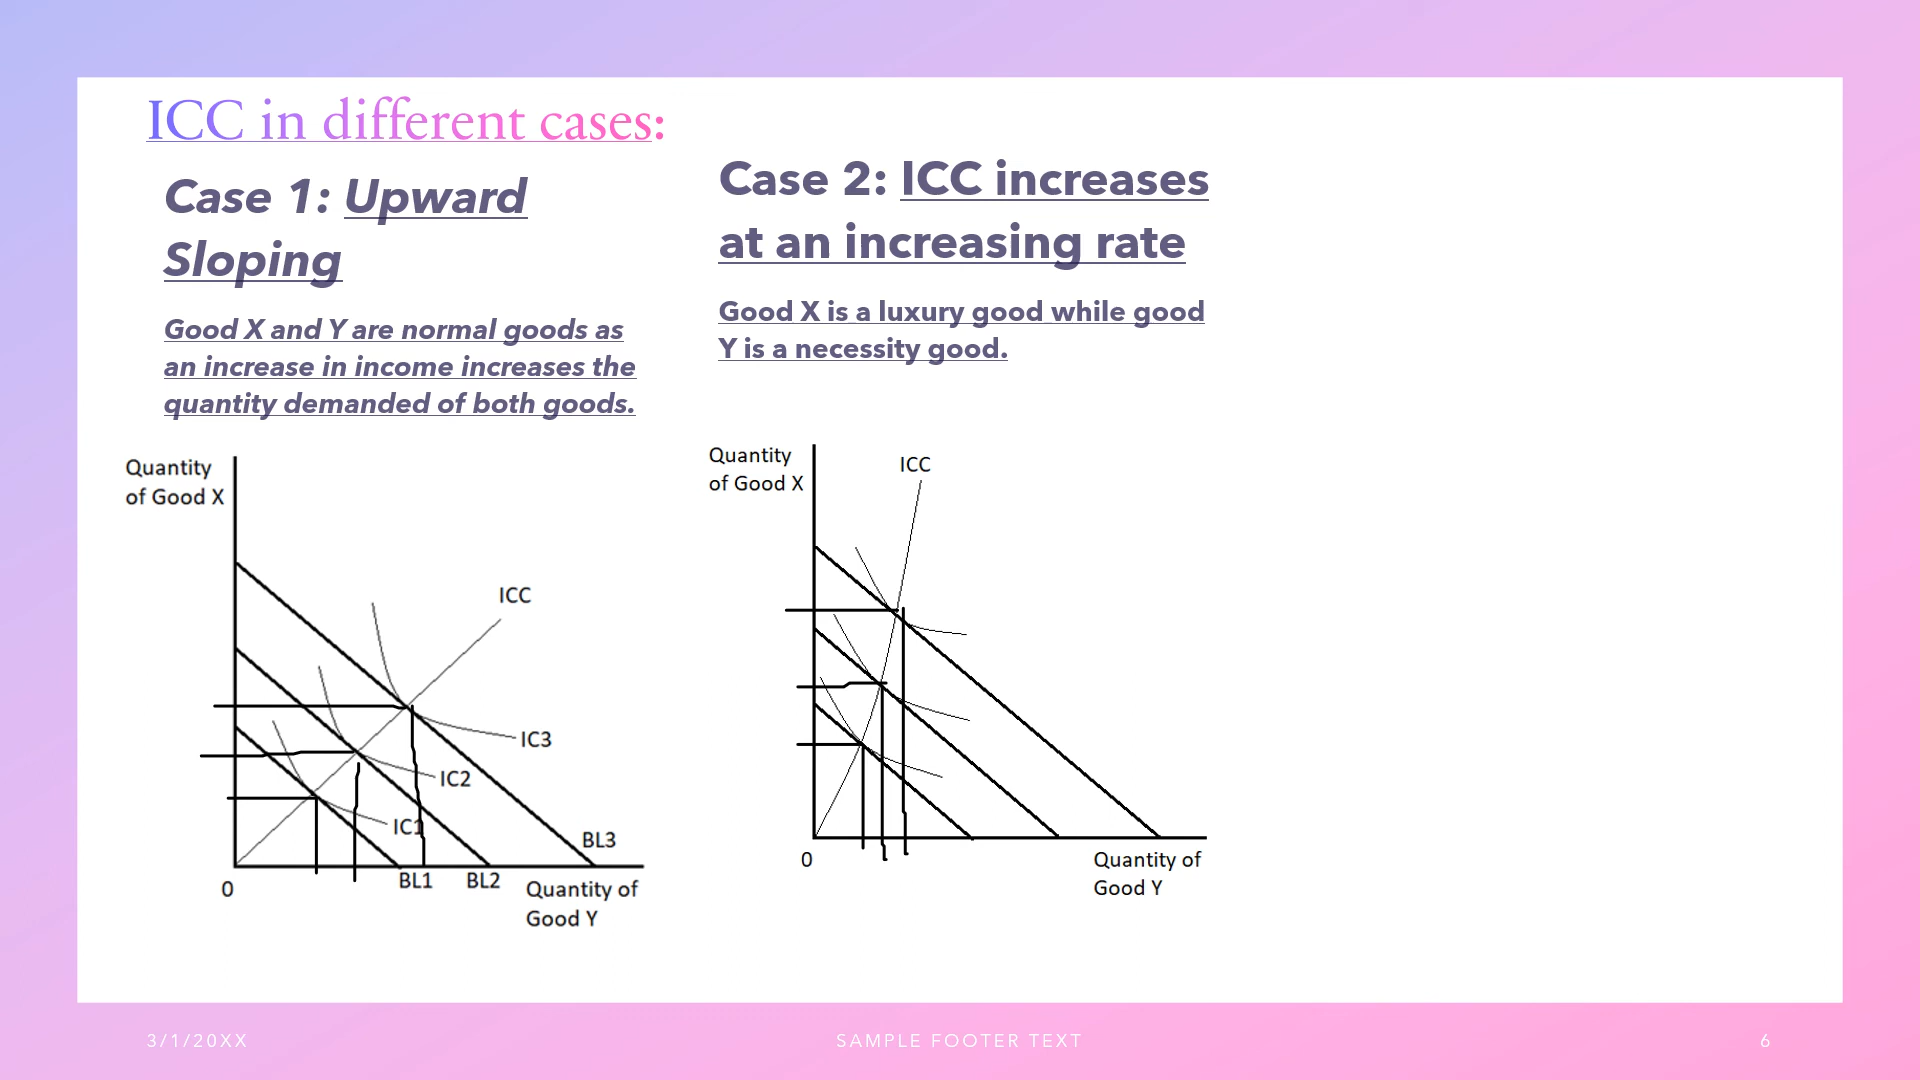 ICC in different cases:
Case 1: Upward
Sloping
Good X and Y are normal goods as
an increase in income increases the
quantity demanded of both goods.
Quantity
of Good X
ICC
IC3
IC2
IC1
BL3
BL1
BL2
0
Quantity of
Good Y
Case 2: ICC increases
at an increasing rate
Good X is a luxury good while good
Y is a necessity good.
Quantity
of Good X
ICC
0
Quantity of
Good Y
3/1/20XX
SAMPLE FOOTER TEXT
6